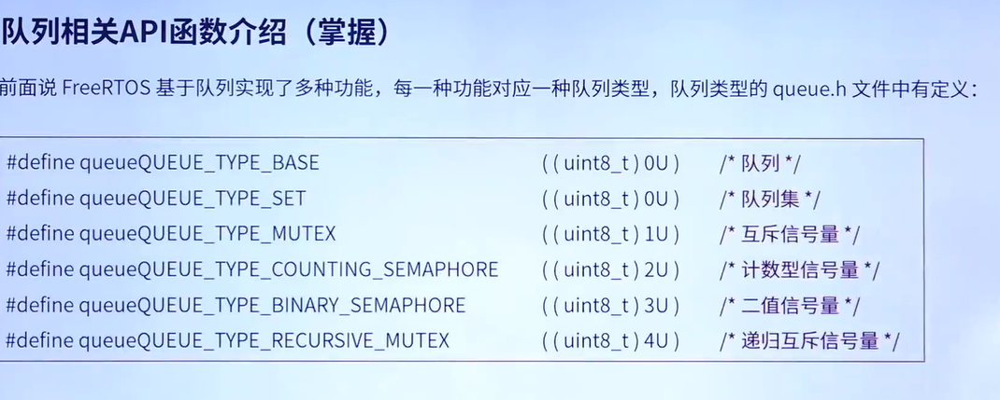 队列相关API函数介绍（掌握）
前面说 FreeRTOS 基于队列实现了多种功能，每一种功能对应一种队列类型，队列类型的 queue.h 文件中有定义：
#define queueQUEUE_TYPE_BASE ( ( uint8_t ) 0U ) /* 队列 */
#define queueQUEUE_TYPE_SET ( ( uint8_t ) 0U ) /* 队列集 */
#define queueQUEUE_TYPE_MUTEX ( ( uint8_t ) 1U ) /* 互斥信号量 */
#define queueQUEUE_TYPE_COUNTING_SEMAPHORE ( ( uint8_t ) 2U ) /* 计数型信号量 */
#define queueQUEUE_TYPE_BINARY_SEMAPHORE ( ( uint8_t ) 3U ) /* 二值信号量 */
#define queueQUEUE_TYPE_RECURSIVE_MUTEX ( ( uint8_t ) 4U ) /* 递归互斥信号量 */